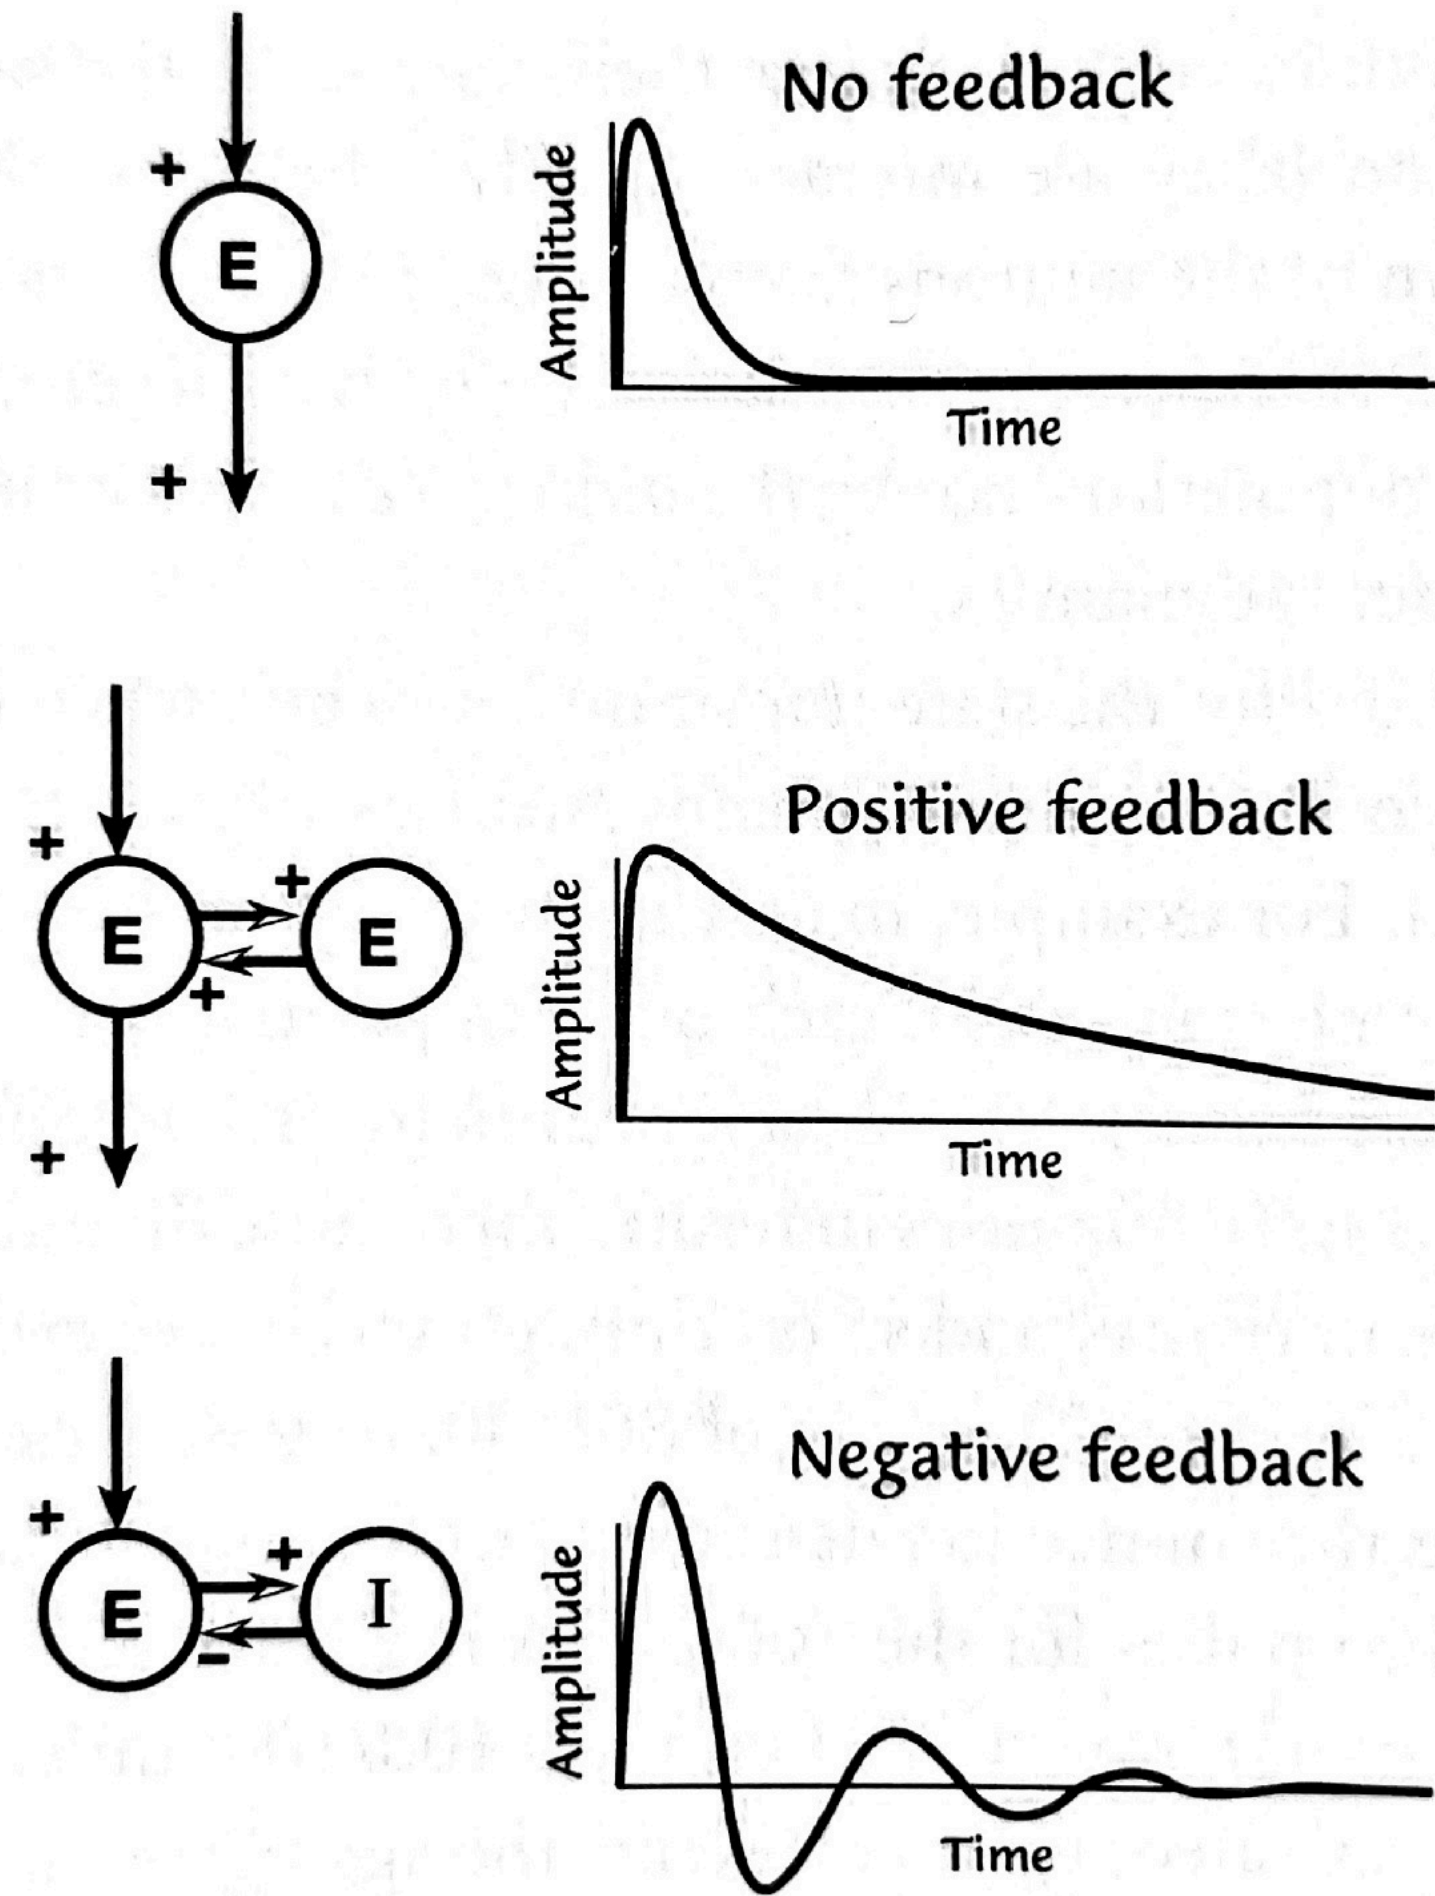 No feedback
+
E
+
Amplitude
Time
Positive feedback
+
E
+
+
E
+
Amplitude
Time
Negative feedback
+
E
+
-
I
Amplitude
Time